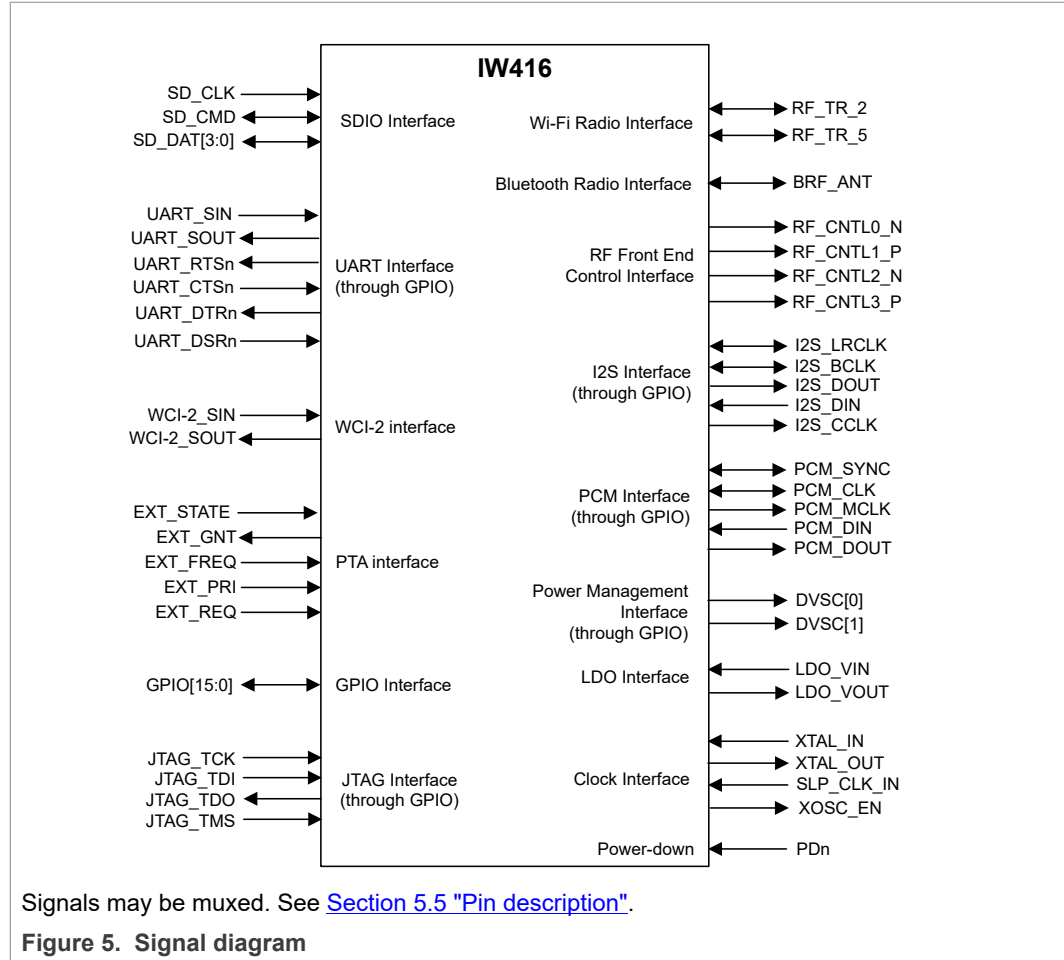 IW416
SD_CLK
SD_CMD
SD_DAT[3:0]
SDIO Interface
UART_SIN
UART_SOUT
UART_RTSn
UART_CTSn
UART_DTRn
UART_DSRn
UART Interface
(through GPIO)
WCI-2_SIN
WCI-2_SOUT
WCI-2 interface
EXT_STATE
EXT_GNT
EXT_FREQ
EXT_PRI
EXT_REQ
PTA interface
GPIO[15:0]
GPIO Interface
JTAG_TCK
JTAG_TDI
JTAG_TDO
JTAG_TMS
JTAG Interface
(through GPIO)
Wi-Fi Radio Interface
RF_TR_2
RF_TR_5
Bluetooth Radio Interface
BRF_ANT
RF Front End
Control Interface
RF_CNTL0_N
RF_CNTL1_P
RF_CNTL2_N
RF_CNTL3_P
I2S Interface
(through GPIO)
I2S_LRCLK
I2S_BCLK
I2S_DOUT
I2S_DIN
I2S_CCLK
PCM Interface
(through GPIO)
PCM_SYNC
PCM_CLK
PCM_MCLK
PCM_DIN
PCM_DOUT
Power Management
Interface
(through GPIO)
DVSC[0]
DVSC[1]
LDO Interface
LDO_VIN
LDO_VOUT
Clock Interface
XTAL_IN
XTAL_OUT
SLP_CLK_IN
XOSC_EN
Power-down
PDn
Signals may be muxed. See Section 5.5 "Pin description".
Figure 5. Signal diagram